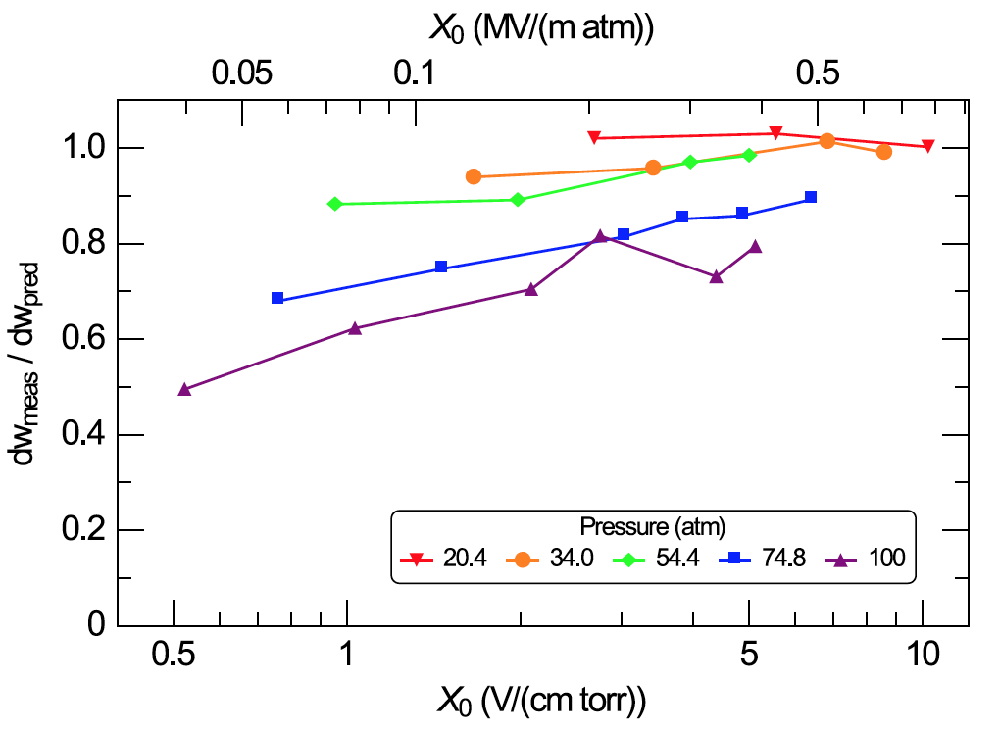 X₀ (MV/(m atm))
0.05 0.1 0.5
dw_meas / dw_pred
1.0
0.8
0.6
0.4
0.2
0
Pressure (atm)
20.4 34.0 54.4 74.8 100
0.5 1 5 10
X₀ (V/(cm torr))